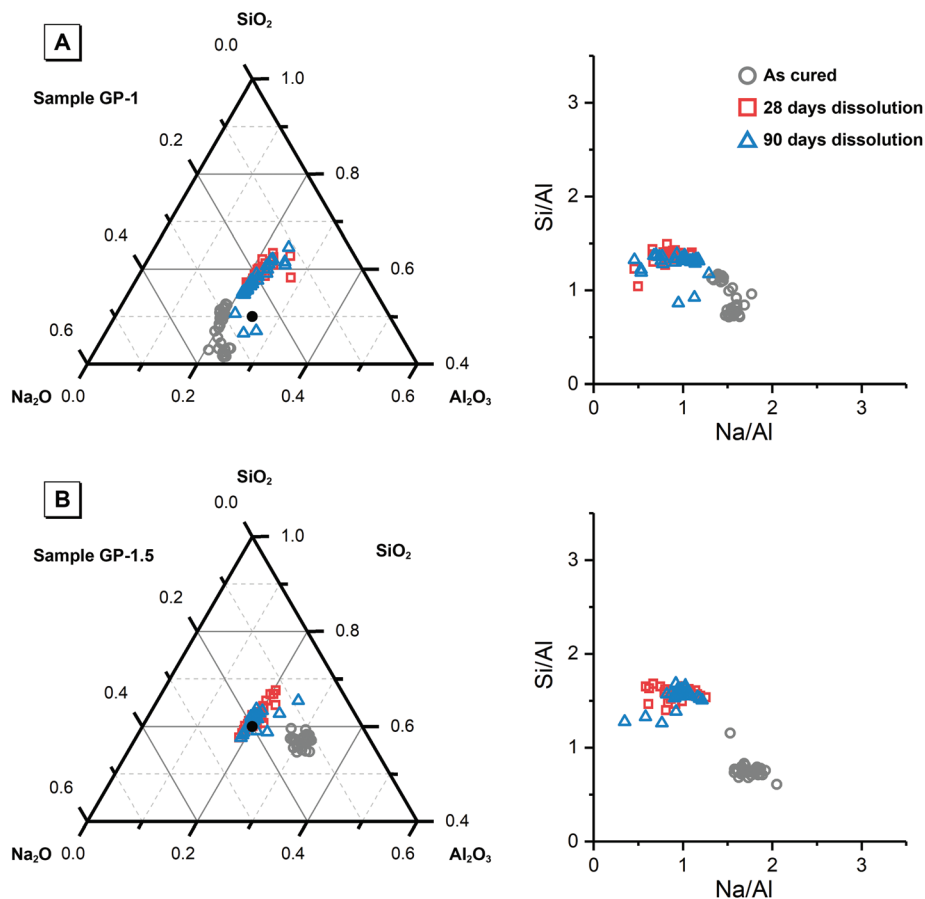 A
Sample GP-1
SiO₂
0.0
1.0
0.2
0.8
0.4
0.6
0.6
0.4
Na₂O 0.0 0.2 0.4 0.6 Al₂O₃
Si/Al
3
2
1
0
0 1 2 3
Na/Al
As cured
28 days dissolution
90 days dissolution
B
Sample GP-1.5
SiO₂
0.0
1.0
SiO₂
0.2
0.8
0.4
0.6
0.6
0.4
Na₂O 0.0 0.2 0.4 0.6 Al₂O₃
Si/Al
3
2
1
0
0 1 2 3
Na/Al